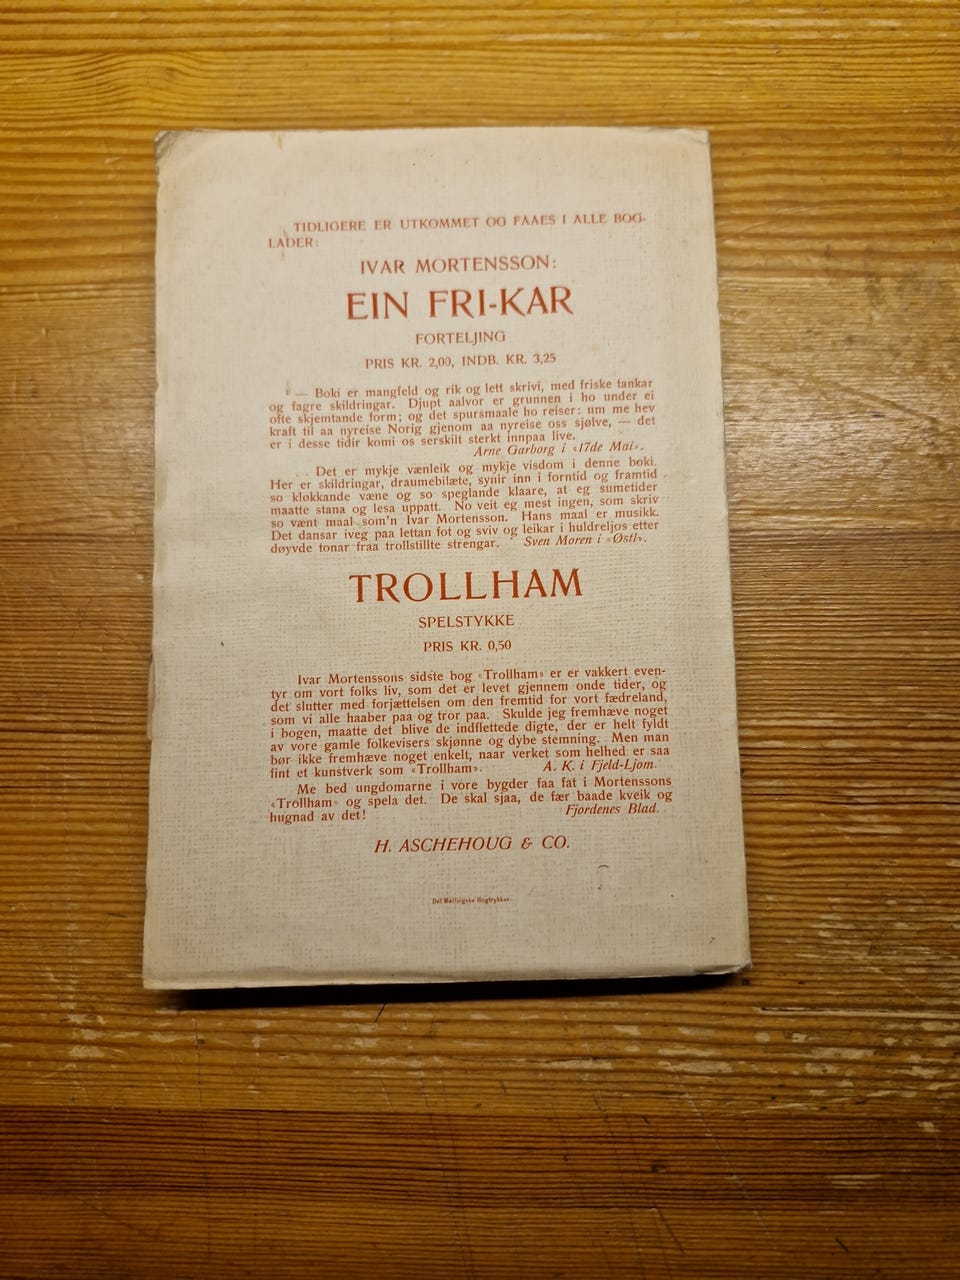 TIDLIGERE ER UTKOMMET OG FAAES I ALLE BOG-
LADER:
IVAR MORTENSSON:
EIN FRI-KAR
FORTELJING
PRIS KR. 2,00, INDB. KR. 3,25
— Boki er mangfeld og rik og lett skrivi, med friske tankar
og fagre skildringar. Djupt aalvor er grunnen i ho under ei
ofte skjemtande form; og det spursmaale ho reiser: um me hev
kraft til aa nyreise Norig gjenom aa nyreise oss sjølve, — det
er i desse tidir komi os serskilt sterkt innpaa live.
Arne Garborg i «17de Mai».
. . Det er mykje vænleik og mykje visdom i denne boki.
Her er skildringar, draumebilæte, synir inn i forntid og framtid
so kløkkande væne og so speglande klaare, at eg sumetider
maatte stana og lesa uppatt. No veit eg mest ingen, som skriv
so vænt maal som'n Ivar Mortensson. Hans maal er musikk.
Det dansar iveg paa lettan fot og sviv og leikar i huldreljos etter
døyvde tonar fraa trollstillte strengar. Sven Moren i «Østl».
TROLLHAM
SPELSTYKKE
PRIS KR. 0,50
Ivar Mortenssons sidste bog «Trollham» er er vakkert even-
tyr om vort folks liv, som det er levet gjennem onde tider, og
det slutter med forjættelsen om den fremtid for vort fædreland,
som vi alle haaber paa og tror paa. Skulde jeg fremhæve noget
i bogen, maatte det blive de indflettede digte, der er helt fyldt
av vore gamle folkevisers skjønne og dybe stemning. Men man
bør ikke fremhæve noget enkelt, naar verket som helhed er saa
fint et kunstverk som «Trollham». A. K. i Fjeld-Ljom.
Me bed ungdomarne i vore bygder faa fat i Mortenssons
«Trollham» og spela det. De skal sjaa, de fær baade kveik og
hugnad av det! Fjordenes Blad.
H. ASCHEHOUG & CO.
Det Mallingske Bogtrykkeri